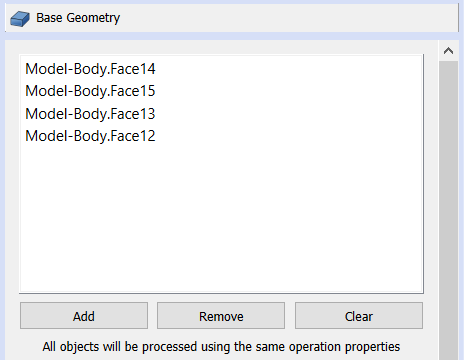 Base Geometry
Model-Body.Face14
Model-Body.Face15
Model-Body.Face13
Model-Body.Face12
Add Remove Clear
All objects will be processed using the same operation properties